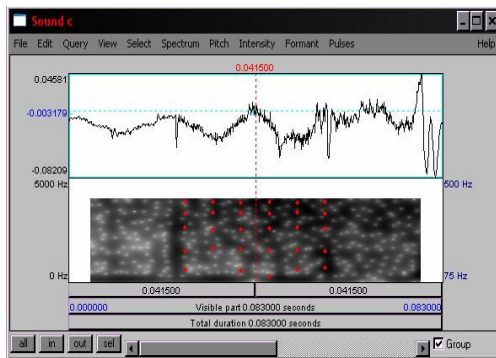 Sound c
File Edit Query View Select Spectrum Pitch Intensity Formant Pulses Help
0.041500
0.04581
-0.003179
-0.08209
5000 Hz
500 Hz
0 Hz
75 Hz
0.041500 0.041500
0.000000 Visible part 0.083000 seconds 0.083000
Total duration 0.083000 seconds
all in out sel Group